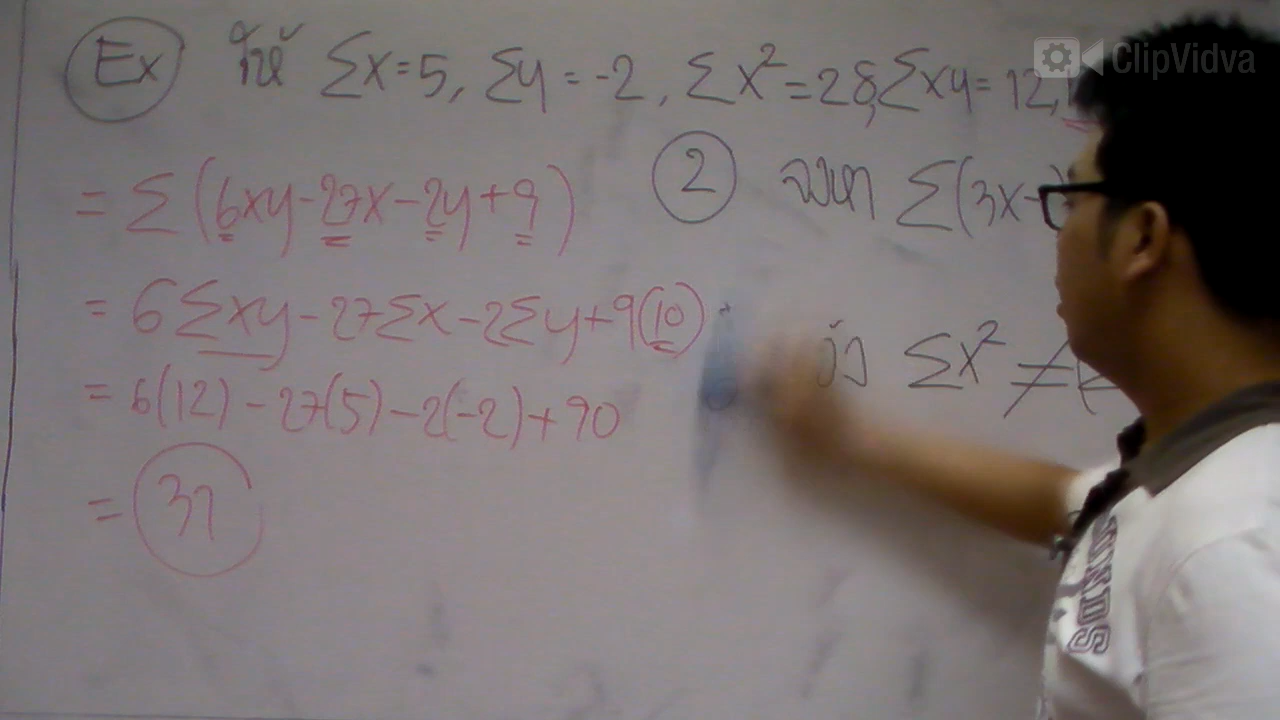 Ex ให้ ∑x=5, ∑y = -2, ∑x² = 28, ∑xy = 12,
② จงหา ∑(3x-
= ∑(6xy-27x-2y+9)
= 6∑xy-27∑x-2∑y+9(10)
∑x² ≠ (
= 6(12)-27(5)-2(-2)+90
= 31
ClipVidva